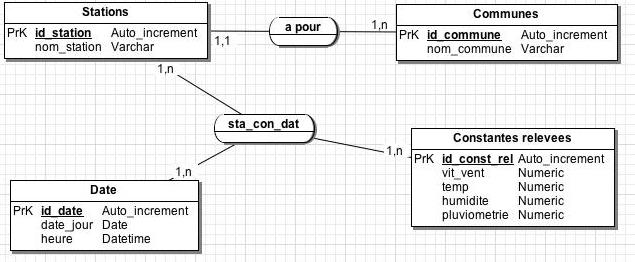 Stations
PrK id_station Auto_increment
nom_station Varchar
1,1
a pour
1,n
Communes
PrK id_commune Auto_increment
nom_commune Varchar
1,n
sta_con_dat
1,n
1,n
Constantes relevees
PrK id_const_rel Auto_increment
vit_vent Numeric
temp Numeric
humidite Numeric
pluviometrie Numeric
Date
PrK id_date Auto_increment
date_jour Date
heure Datetime